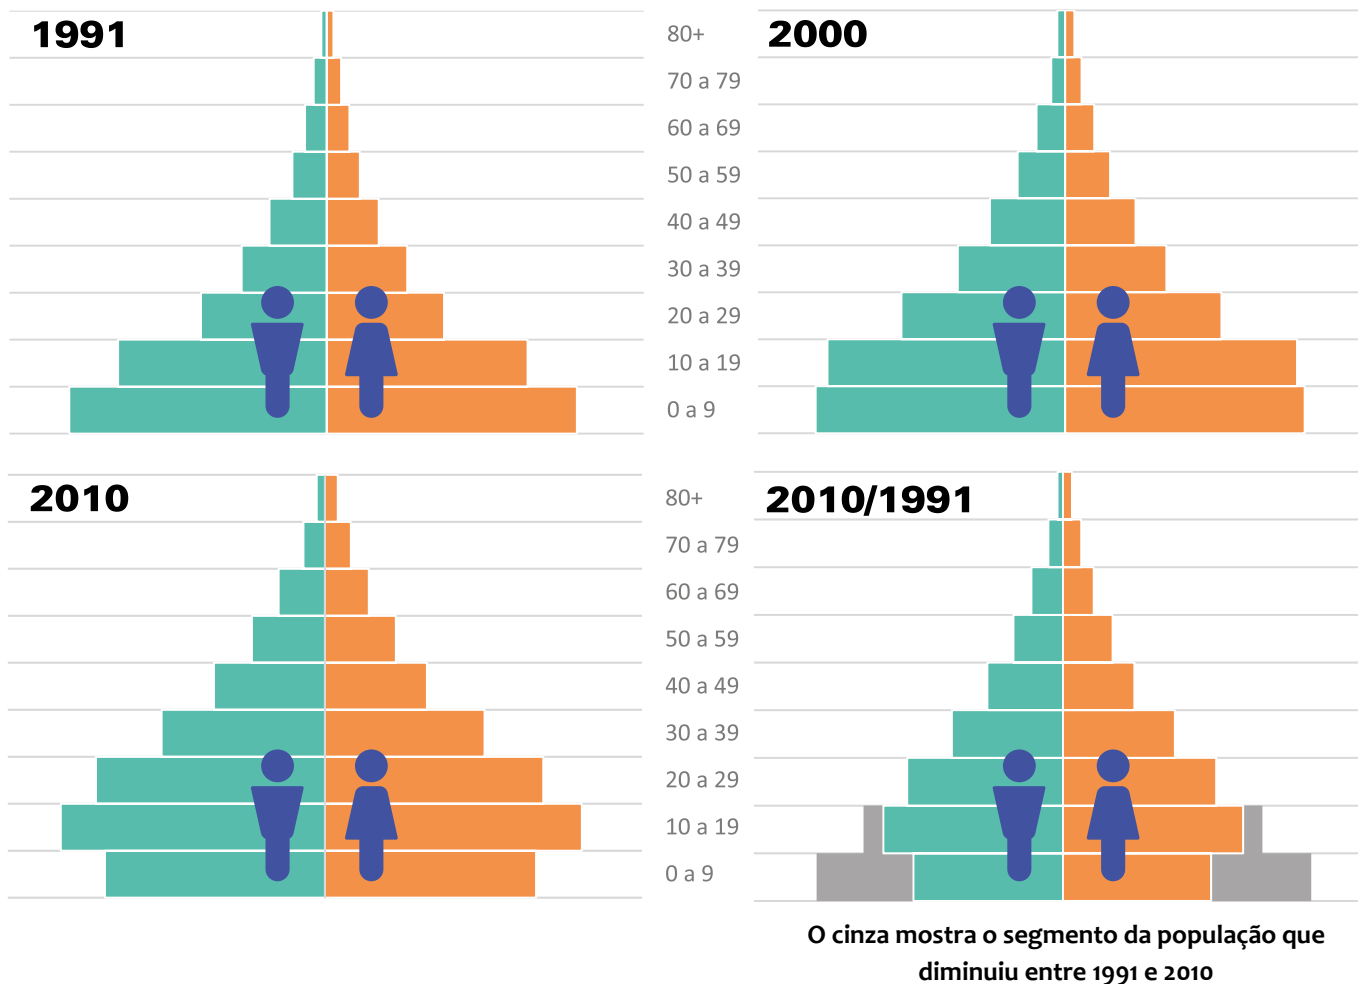 1991
80+
2000
70 a 79
60 a 69
50 a 59
40 a 49
30 a 39
20 a 29
10 a 19
0 a 9
2010
80+
2010/1991
70 a 79
60 a 69
50 a 59
40 a 49
30 a 39
20 a 29
10 a 19
0 a 9
O cinza mostra o segmento da população que
diminuiu entre 1991 e 2010